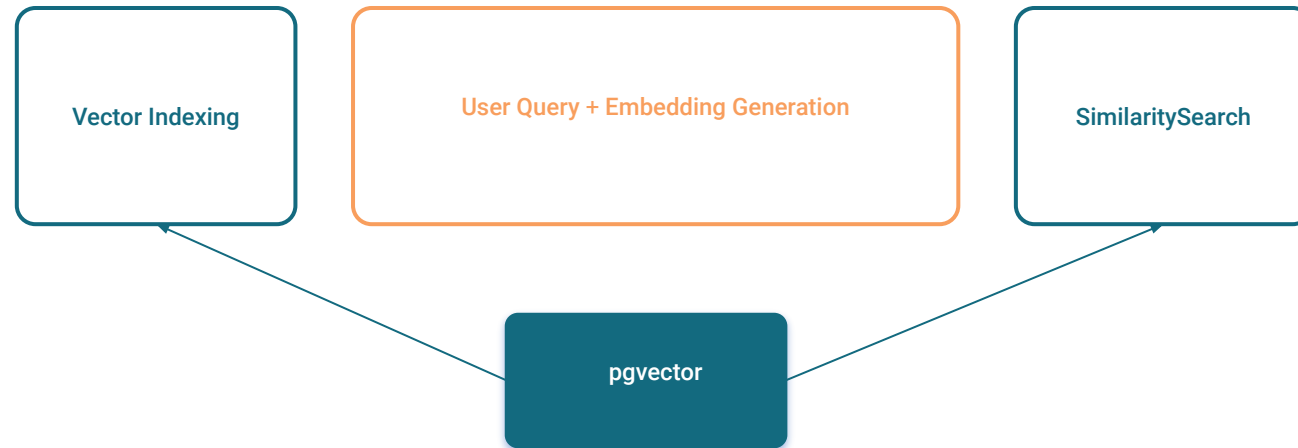 Vector Indexing
User Query + Embedding Generation
SimilaritySearch
pgvector